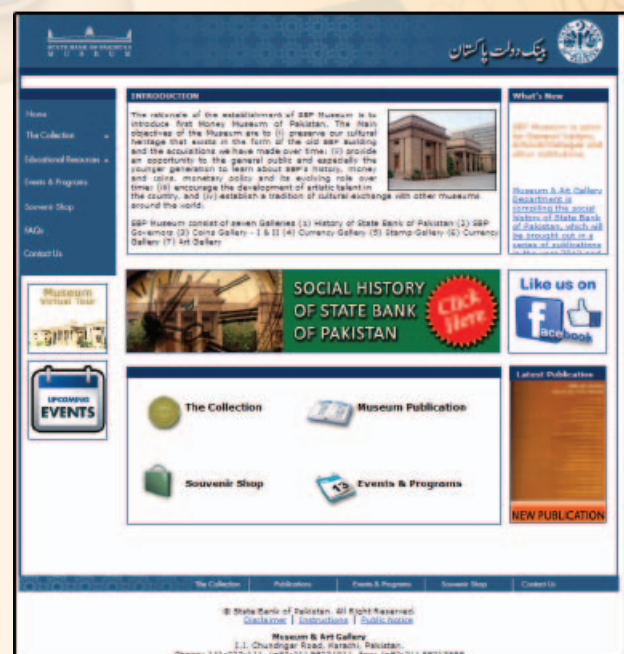 STATE BANK OF PAKISTAN
MUSEUM
بینک دولت پاکستان
Home
The Collection
Educational Resources
Events & Programs
Souvenir Shop
FAQs
Contact Us
INTRODUCTION
The rationale of the establishment of SBP Museum is to
introduce first Money Museum of Pakistan. The Main
objectives of the Museum are to (i) preserve our cultural
heritage that exists in the form of the old SBP building
and the acquisitions we have made over time; (ii) provide
an opportunity to the general public and especially the
younger generation to learn about SBP's history, money
and coins, monetary policy and its evolving role over
time; (iii) encourage the development of artistic talent in
the country, and (iv) establish a tradition of cultural exchange with other museums
around the world.
SBP Museum consist of seven Galleries (1) History of State Bank of Pakistan (2) SBP
Governors (3) Coins Gallery - I & II (4) Currency Gallery (5) Stamp Gallery (6) Currency
Gallery (7) Art Gallery
What's New
SBP Museum is open
for General Public,
other institutions.
Museum & Art Gallery
Department is
compiling the social
history of State Bank
of Pakistan, which will
be brought out in a
series of publications
Museum
Virtual Tour
SOCIAL HISTORY
OF STATE BANK
OF PAKISTAN
Click
Here
Like us on
facebook
UPCOMING
EVENTS
The Collection
Museum Publication
Souvenir Shop
13
Events & Programs
Latest Publication
NEW PUBLICATION
The Collection
Publications
Events & Programs
Souvenir Shop
Contact Us
© State Bank of Pakistan. All Right Reserved.
Disclaimer | Instructions | Public Notice
Museum & Art Gallery
I.I. Chundrigar Road, Karachi, Pakistan.